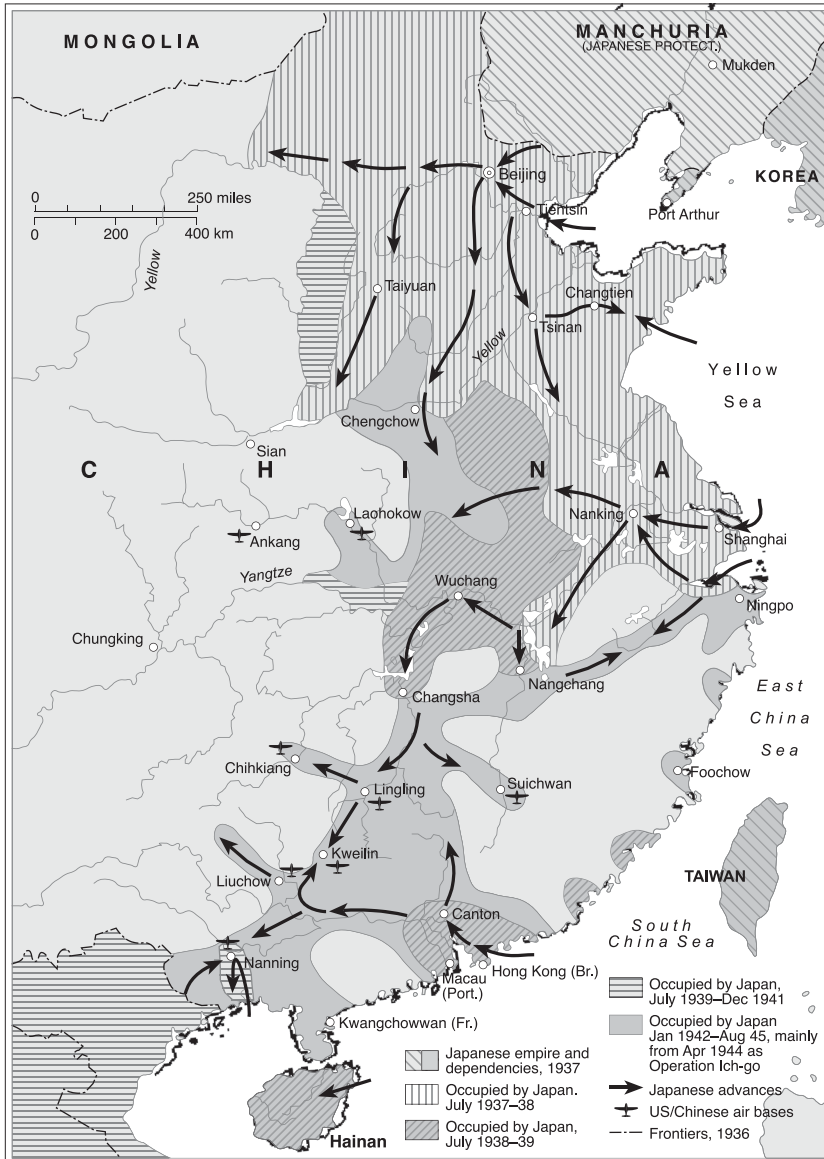 MONGOLIA
MANCHURIA
(JAPANESE PROTECT.)
Mukden
KOREA
Beijing
Tientsin
Port Arthur
0 250 miles
0 200 400 km
Yellow
Taiyuan
Changtien
Tsinan
Yellow
Yellow
Sea
Chengchow
Sian
C H I N A
Laohokow
Ankang
Nanking
Shanghai
Yangtze
Wuchang
Ningpo
Chungking
Nangchang
Changsha
East
China
Sea
Chihkiang
Suichwan
Foochow
Lingling
Kweilin
Liuchow
TAIWAN
Canton
South
China Sea
Nanning
Macau
(Port.)
Hong Kong (Br.)
Kwangchowwan (Fr.)
Hainan
Japanese empire and
dependencies, 1937
Occupied by Japan.
July 1937–38
Occupied by Japan,
July 1938–39
Occupied by Japan,
July 1939–Dec 1941
Occupied by Japan
Jan 1942–Aug 45, mainly
from Apr 1944 as
Operation Ich-go
Japanese advances
US/Chinese air bases
Frontiers, 1936